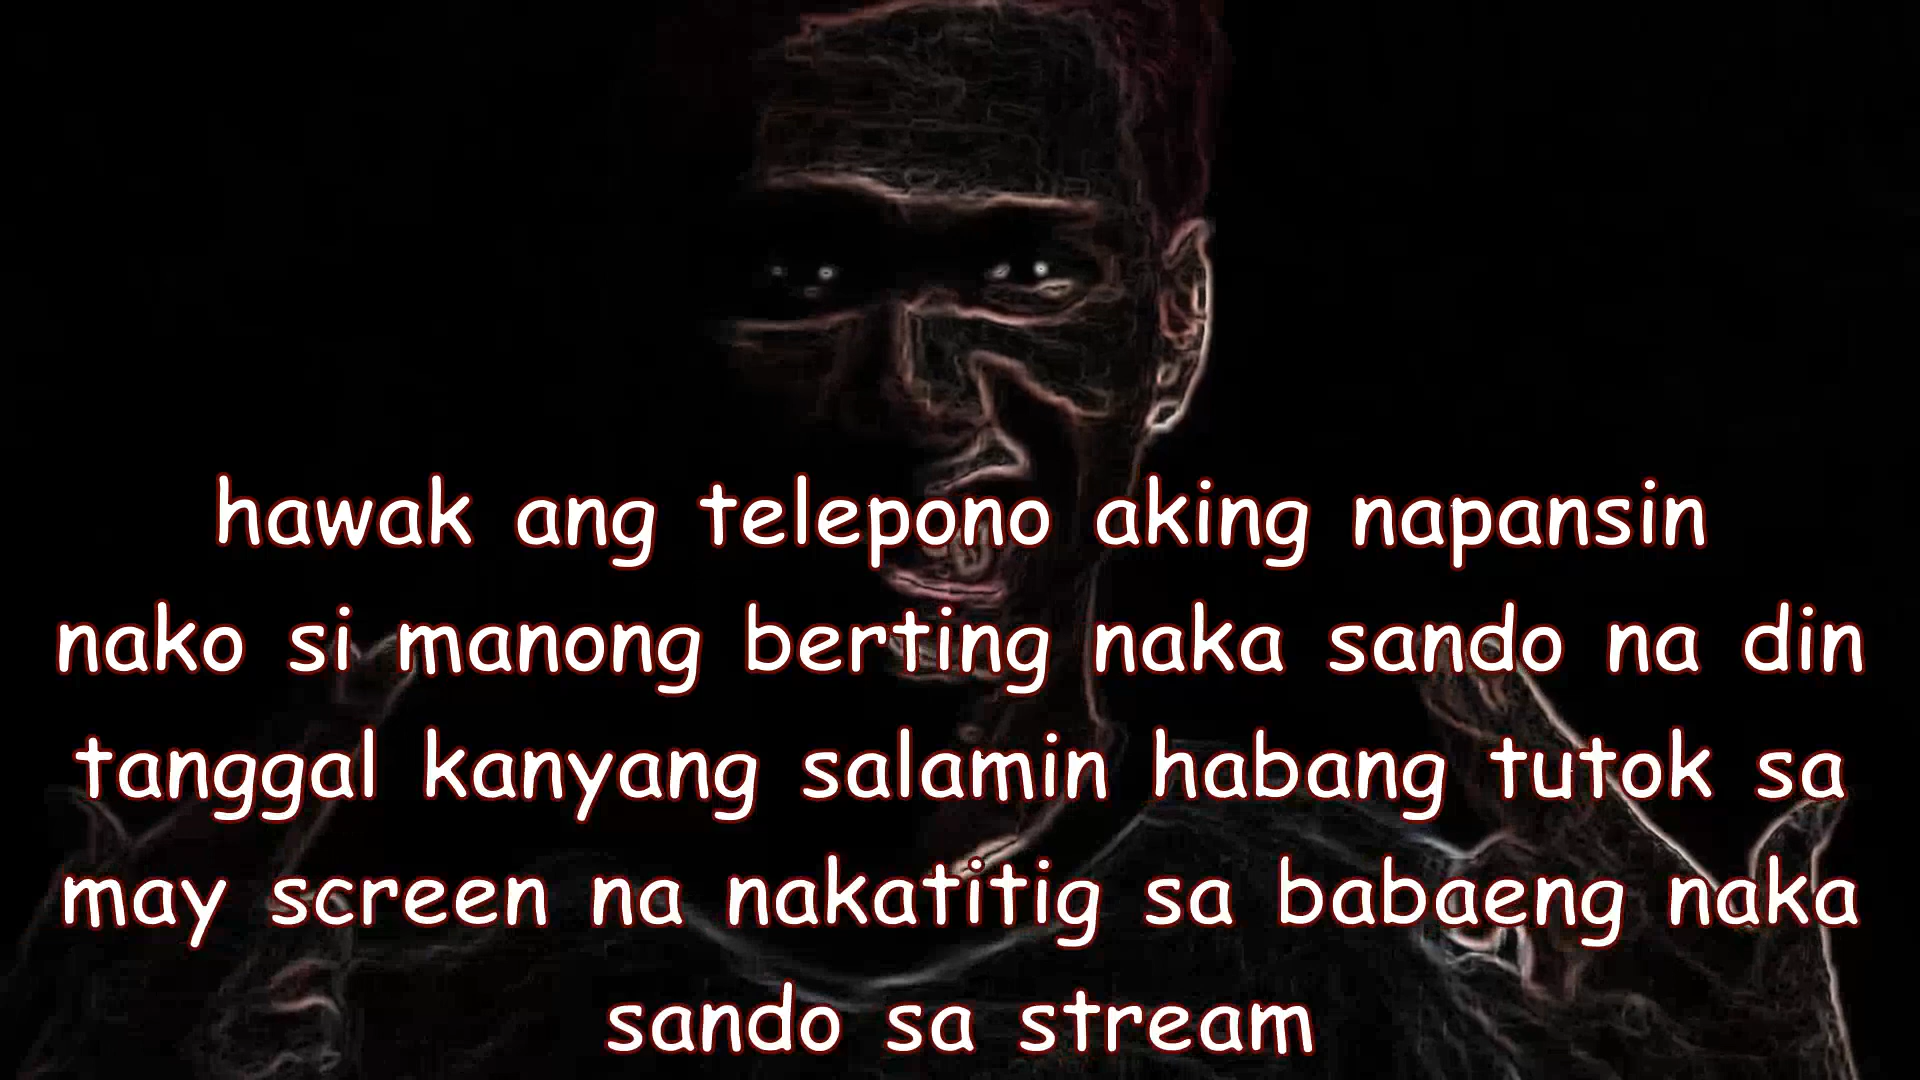 hawak ang telepono aking napansin
nako si manong berting naka sando na din
tanggal kanyang salamin habang tutok sa
may screen na nakatitig sa babaeng naka
sando sa stream